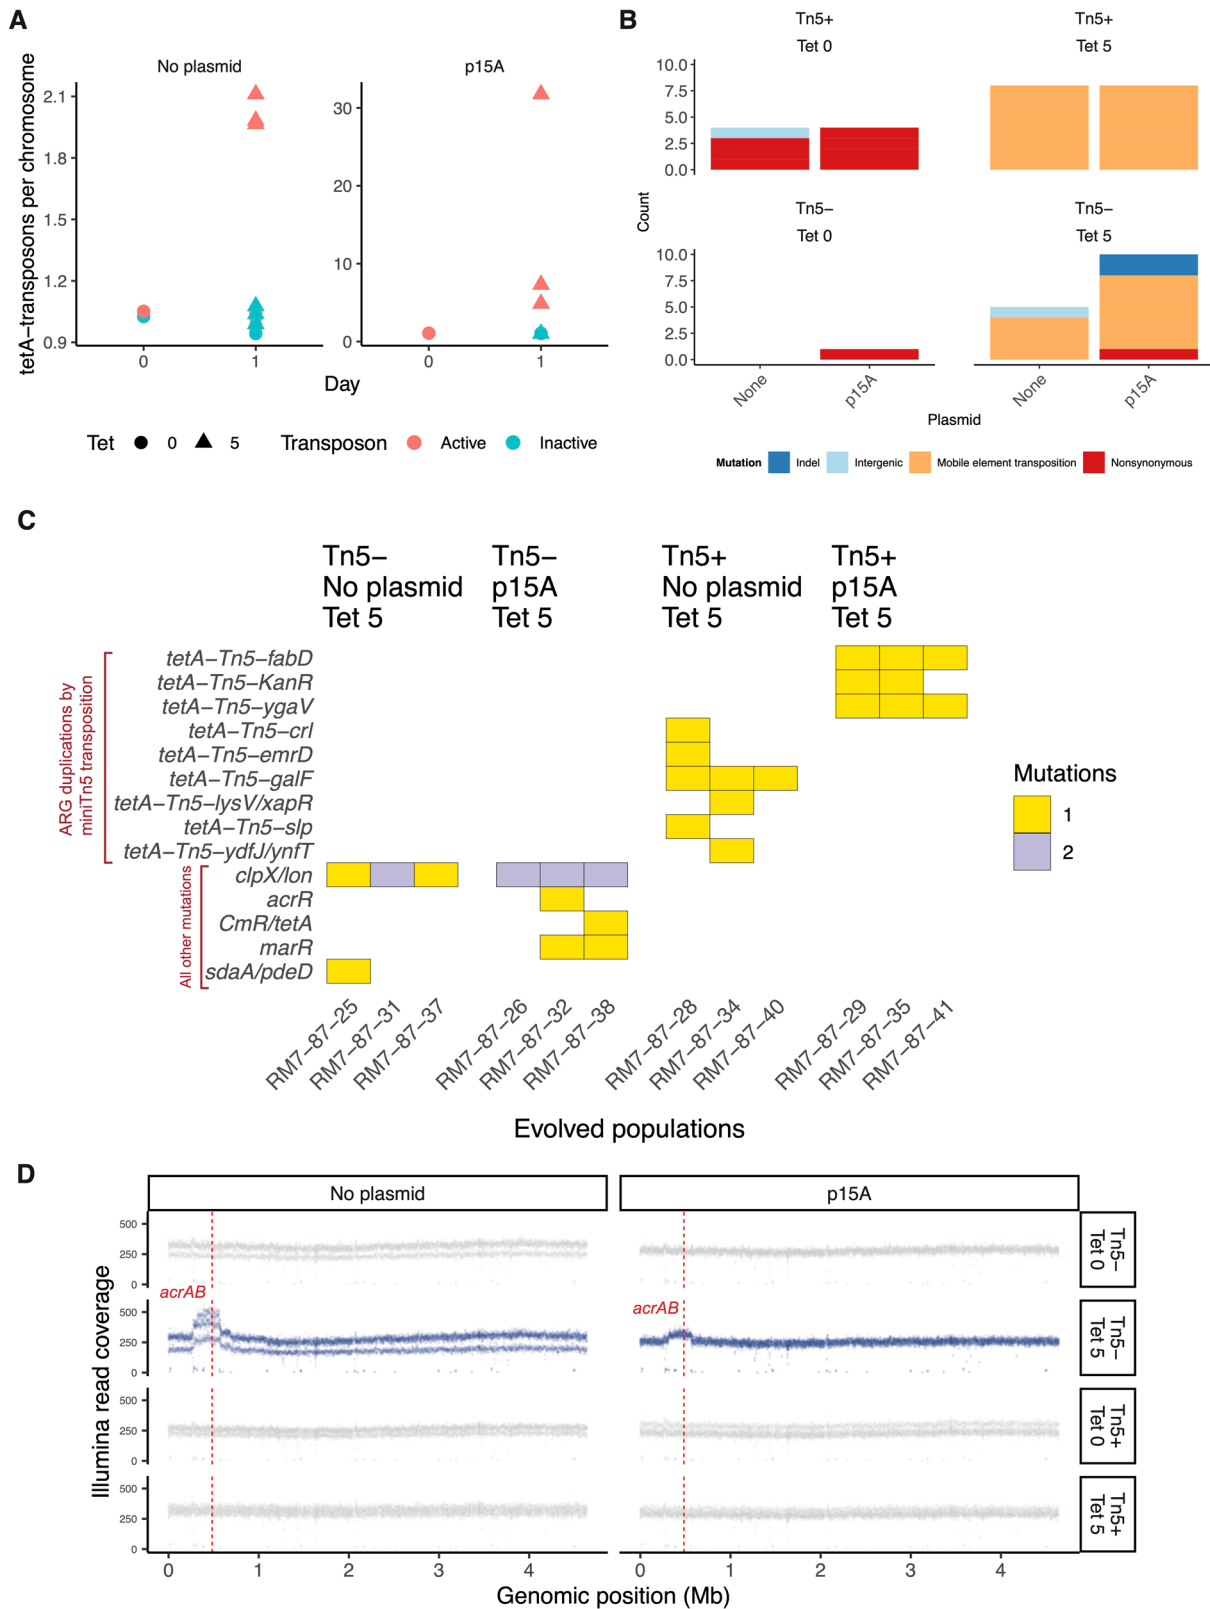 A
No plasmid
p15A
tetA−transposons per chromosome
2.1
1.8
1.5
1.2
0.9
30
20
10
0
0
1
0
1
Day
Tet
0
5
Transposon
Active
Inactive
B
Tn5+
Tet 0
Tn5+
Tet 5
10.0
7.5
5.0
2.5
0.0
Count
Tn5−
Tet 0
Tn5−
Tet 5
10.0
7.5
5.0
2.5
0.0
None
p15A
None
p15A
Plasmid
Mutation
Indel
Intergenic
Mobile element transposition
Nonsynonymous
C
Tn5−
No plasmid
Tet 5
Tn5−
p15A
Tet 5
Tn5+
No plasmid
Tet 5
Tn5+
p15A
Tet 5
ARG duplications by
miniTn5 transposition
tetA−Tn5−fabD
tetA−Tn5−KanR
tetA−Tn5−ygaV
tetA−Tn5−crl
tetA−Tn5−emrD
tetA−Tn5−galF
tetA−Tn5−lysV/xapR
tetA−Tn5−slp
tetA−Tn5−ydfJ/ynfT
All other mutations
clpX/lon
acrR
CmR/tetA
marR
sdaA/pdeD
Mutations
1
2
RM7−87−25
RM7−87−31
RM7−87−37
RM7−87−26
RM7−87−32
RM7−87−38
RM7−87−28
RM7−87−34
RM7−87−40
RM7−87−29
RM7−87−35
RM7−87−41
Evolved populations
D
No plasmid
p15A
Illumina read coverage
500
250
0
Tn5−
Tet 0
acrAB
acrAB
500
250
0
Tn5−
Tet 5
500
250
0
Tn5+
Tet 0
500
250
0
Tn5+
Tet 5
0
1
2
3
4
0
1
2
3
4
Genomic position (Mb)